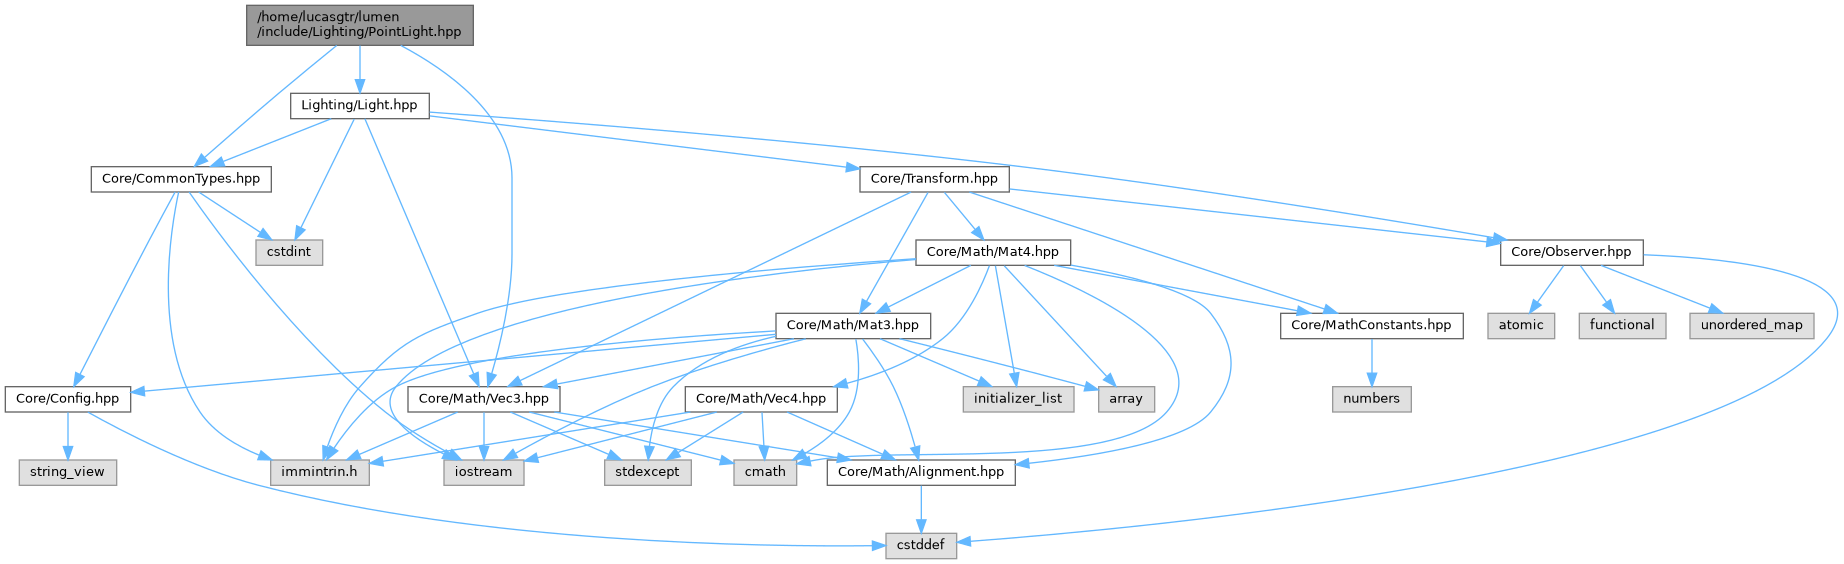 /home/lucasgtr/lumen
/include/Lighting/PointLight.hpp
Lighting/Light.hpp
Core/CommonTypes.hpp
Core/Transform.hpp
cstdint
Core/Math/Mat4.hpp
Core/Observer.hpp
Core/Math/Mat3.hpp
Core/MathConstants.hpp
atomic
functional
unordered_map
Core/Config.hpp
Core/Math/Vec3.hpp
Core/Math/Vec4.hpp
initializer_list
array
numbers
string_view
immintrin.h
iostream
stdexcept
cmath
Core/Math/Alignment.hpp
cstddef